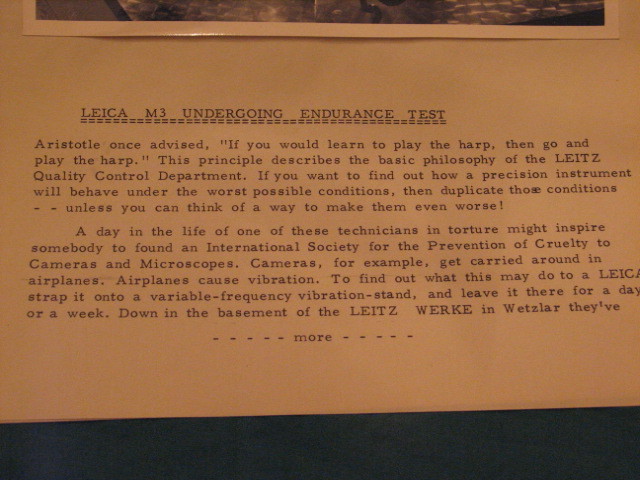 LEICA M3 UNDERGOING ENDURANCE TEST
Aristotle once advised, "If you would learn to play the harp, then go and
play the harp." This principle describes the basic philosophy of the LEITZ
Quality Control Department. If you want to find out how a precision instrument
will behave under the worst possible conditions, then duplicate those conditions
- - unless you can think of a way to make them even worse!
A day in the life of one of these technicians in torture might inspire
somebody to found an International Society for the Prevention of Cruelty to
Cameras and Microscopes. Cameras, for example, get carried around in
airplanes. Airplanes cause vibration. To find out what this may do to a LEICA
strap it onto a variable-frequency vibration-stand, and leave it there for a day
or a week. Down in the basement of the LEITZ WERKE in Wetzlar they've
- - - - - more - - - - -